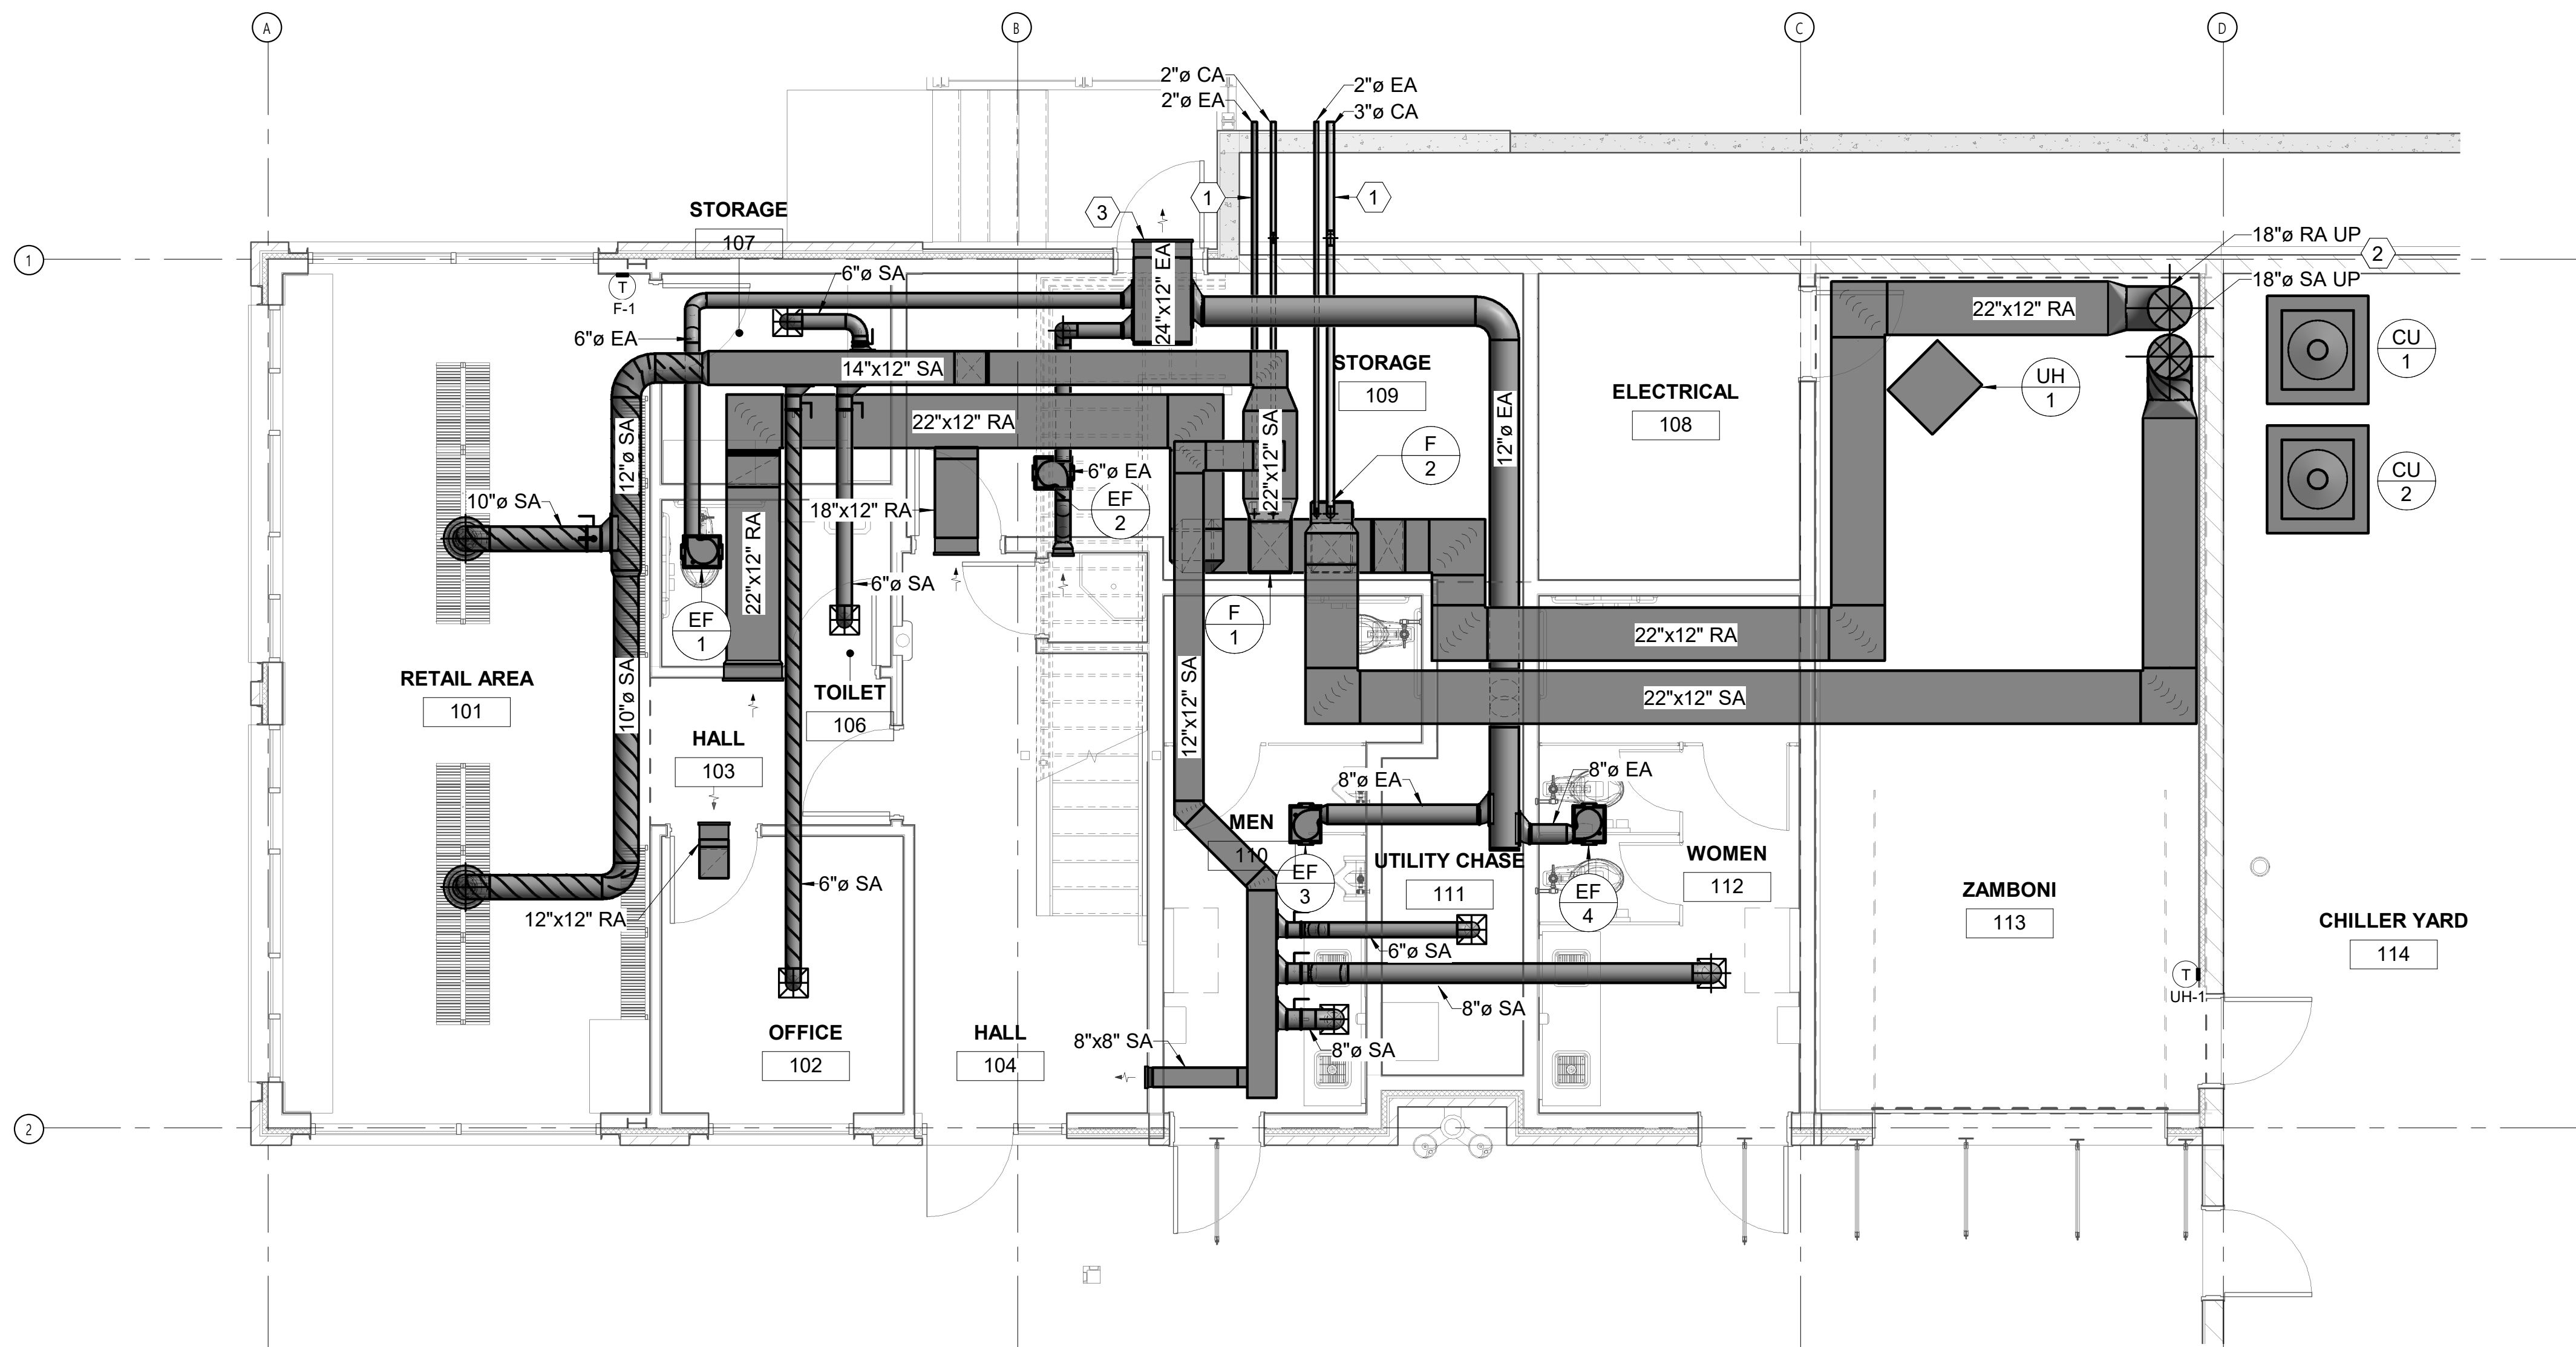 A
B
C
D
2"ø CA
2"ø EA
2"ø EA
3"ø CA
1
1
STORAGE
107
3
24"x12" EA
18"ø RA UP
2
18"ø SA UP
1
T
F-1
6"ø SA
6"ø EA
22"x12" RA
CU
1
14"x12" SA
STORAGE
109
UH
1
ELECTRICAL
108
12"ø SA
22"x12" RA
22"x12" SA
12"ø EA
F
2
6"ø EA
CU
2
10"ø SA
18"x12" RA
EF
2
22"x12" RA
6"ø SA
EF
1
F
1
22"x12" RA
RETAIL AREA
101
10"ø SA
TOILET
106
12"x12" SA
22"x12" SA
HALL
103
8"ø EA
8"ø EA
MEN
110
EF
3
UTILITY CHASE
111
EF
4
WOMEN
112
6"ø SA
12"x12" RA
ZAMBONI
113
CHILLER YARD
114
6"ø SA
T
UH-1
8"ø SA
OFFICE
102
HALL
104
8"x8" SA
8"ø SA
2